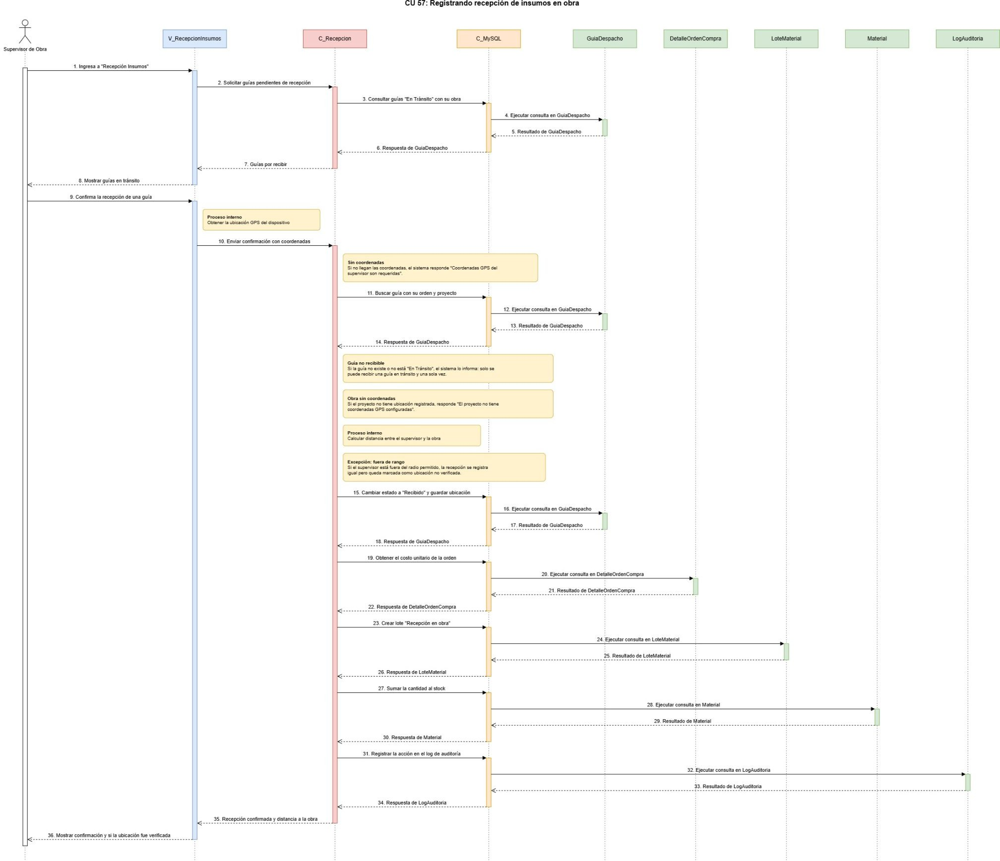 CU 57: Registrando recepción de insumos en obra
Supervisor de Obra
V_RecepcionInsumos
C_Recepcion
C_MySQL
GuiaDespacho
DetalleOrdenCompra
LoteMaterial
Material
LogAuditoria
1. Ingresa a "Recepción Insumos"
2. Solicitar guías pendientes de recepción
3. Consultar guías "En Tránsito" con su obra
4. Ejecutar consulta en GuiaDespacho
5. Resultado de GuiaDespacho
6. Respuesta de GuiaDespacho
7. Guías por recibir
8. Mostrar guías en tránsito
9. Confirma la recepción de una guía
Proceso interno
Obtener la ubicación GPS del dispositivo
10. Enviar confirmación con coordenadas
Sin coordenadas
Si no llegan las coordenadas, el sistema responde "Coordenadas GPS del
supervisor son requeridas".
11. Buscar guía con su orden y proyecto
12. Ejecutar consulta en GuiaDespacho
13. Resultado de GuiaDespacho
14. Respuesta de GuiaDespacho
Guía no recibible
Si la guía no existe o no está "En Tránsito", el sistema lo informa: solo se
puede recibir una guía en tránsito y una sola vez.
Obra sin coordenadas
Si el proyecto no tiene ubicación registrada, responde "El proyecto no tiene
coordenadas GPS configuradas".
Proceso interno
Calcular distancia entre el supervisor y la obra
Excepción: fuera de rango
Si el supervisor está fuera del radio permitido, la recepción se registra
igual pero queda marcada como ubicación no verificada.
15. Cambiar estado a "Recibido" y guardar ubicación
16. Ejecutar consulta en GuiaDespacho
17. Resultado de GuiaDespacho
18. Respuesta de GuiaDespacho
19. Obtener el costo unitario de la orden
20. Ejecutar consulta en DetalleOrdenCompra
21. Resultado de DetalleOrdenCompra
22. Respuesta de DetalleOrdenCompra
23. Crear lote "Recepción en obra"
24. Ejecutar consulta en LoteMaterial
25. Resultado de LoteMaterial
26. Respuesta de LoteMaterial
27. Sumar la cantidad al stock
28. Ejecutar consulta en Material
29. Resultado de Material
30. Respuesta de Material
31. Registrar la acción en el log de auditoría
32. Ejecutar consulta en LogAuditoria
33. Resultado de LogAuditoria
34. Respuesta de LogAuditoria
35. Recepción confirmada y distancia a la obra
36. Mostrar confirmación y si la ubicación fue verificada